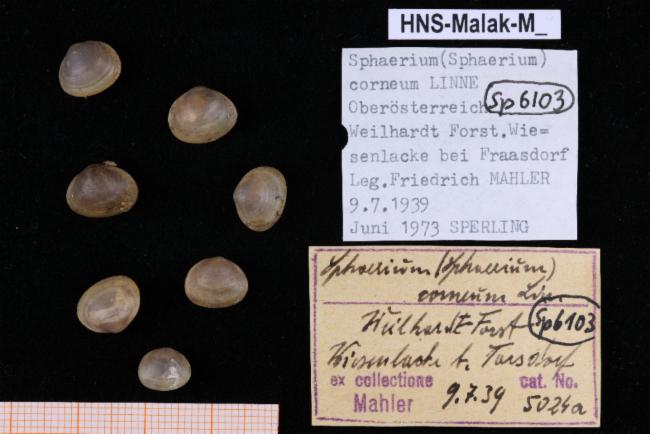 HNS-Malak-M_
Sphaerium(Sphaerium)
corneum LINNE
Oberösterreich
Sp6103
Weilhardt Forst.Wie=
senlacke bei Fraasdorf
Leg.Friedrich MAHLER
9.7.1939
Juni 1973 SPERLING
Sphaerium (Sphaerium)
corneum Lin.
Weilhardt-Forst
Sp6103
Wiesenlacke b.
ex collectione
Mahler
9.7.39
cat. No.
5024a